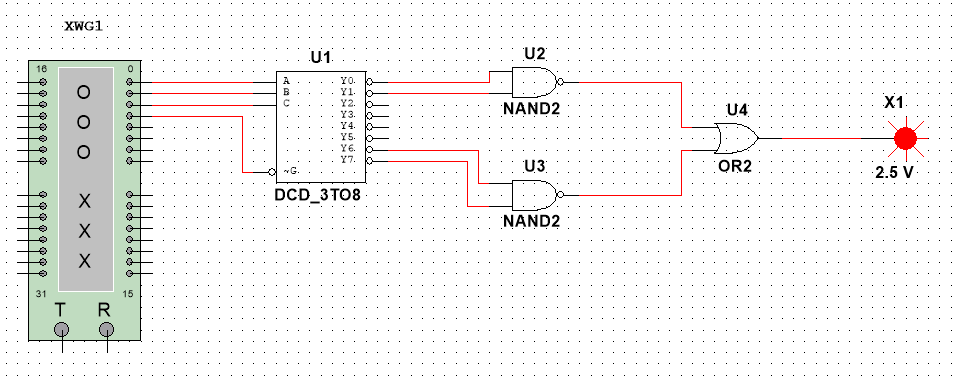 XWG1
16 0
O
O
O
X
X
X
31 15
T R
U1
A Y0
B Y1
C Y2
Y3
Y4
Y5
Y6
~G Y7
DCD_3TO8
U2
NAND2
U3
NAND2
U4
OR2
X1
2.5 V